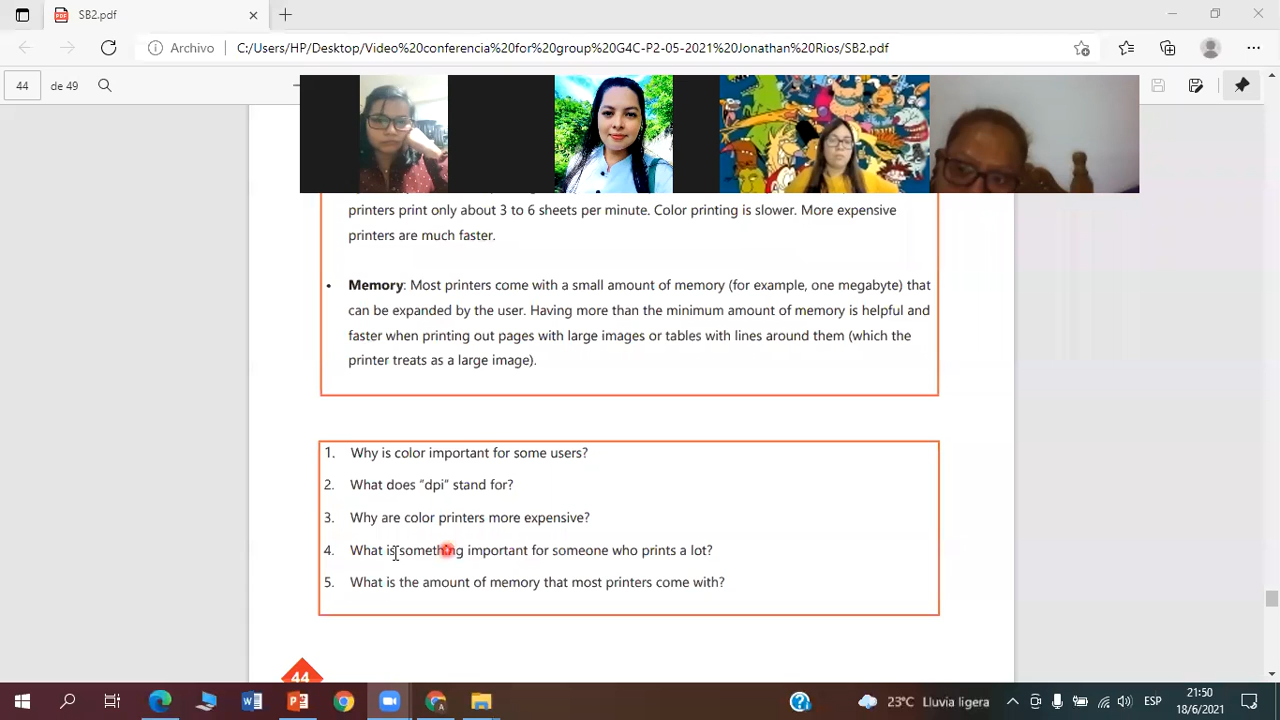 SB2.pdf
Archivo
C:/Users/HP/Desktop/Video%20conferencia%20for%20group%20G4C-P2-05-2021%20Jonathan%20Rios/SB2.pdf
44 de 49
printers print only about 3 to 6 sheets per minute. Color printing is slower. More expensive
printers are much faster.
• Memory: Most printers come with a small amount of memory (for example, one megabyte) that
can be expanded by the user. Having more than the minimum amount of memory is helpful and
faster when printing out pages with large images or tables with lines around them (which the
printer treats as a large image).
1. Why is color important for some users?
2. What does “dpi” stand for?
3. Why are color printers more expensive?
4. What is something important for someone who prints a lot?
5. What is the amount of memory that most printers come with?
44
23°C Lluvia ligera
ESP
21:50
18/6/2021